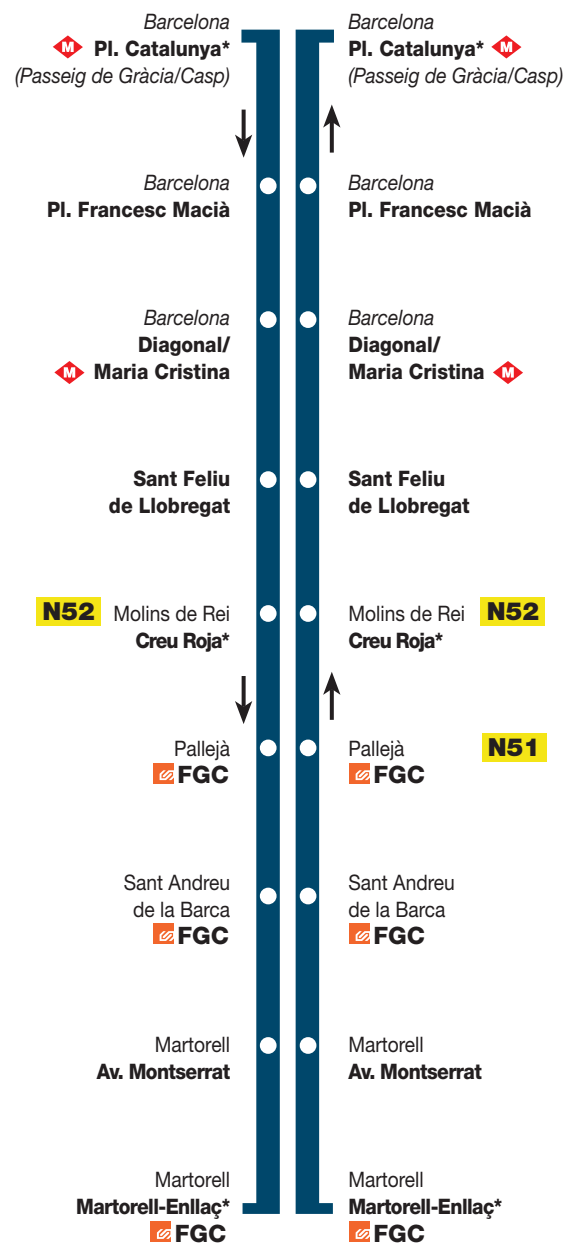 Barcelona
M Pl. Catalunya*
(Passeig de Gràcia/Casp)
Barcelona
Pl. Francesc Macià
Barcelona
Diagonal/
M Maria Cristina
Sant Feliu
de Llobregat
N52 Molins de Rei
Creu Roja*
Pallejà
FGC
Sant Andreu
de la Barca
FGC
Martorell
Av. Montserrat
Martorell
Martorell-Enllaç*
FGC
Barcelona
Pl. Catalunya* M
(Passeig de Gràcia/Casp)
Barcelona
Pl. Francesc Macià
Barcelona
Diagonal/
Maria Cristina M
Sant Feliu
de Llobregat
Molins de Rei N52
Creu Roja*
Pallejà N51
FGC
Sant Andreu
de la Barca
FGC
Martorell
Av. Montserrat
Martorell
Martorell-Enllaç*
FGC